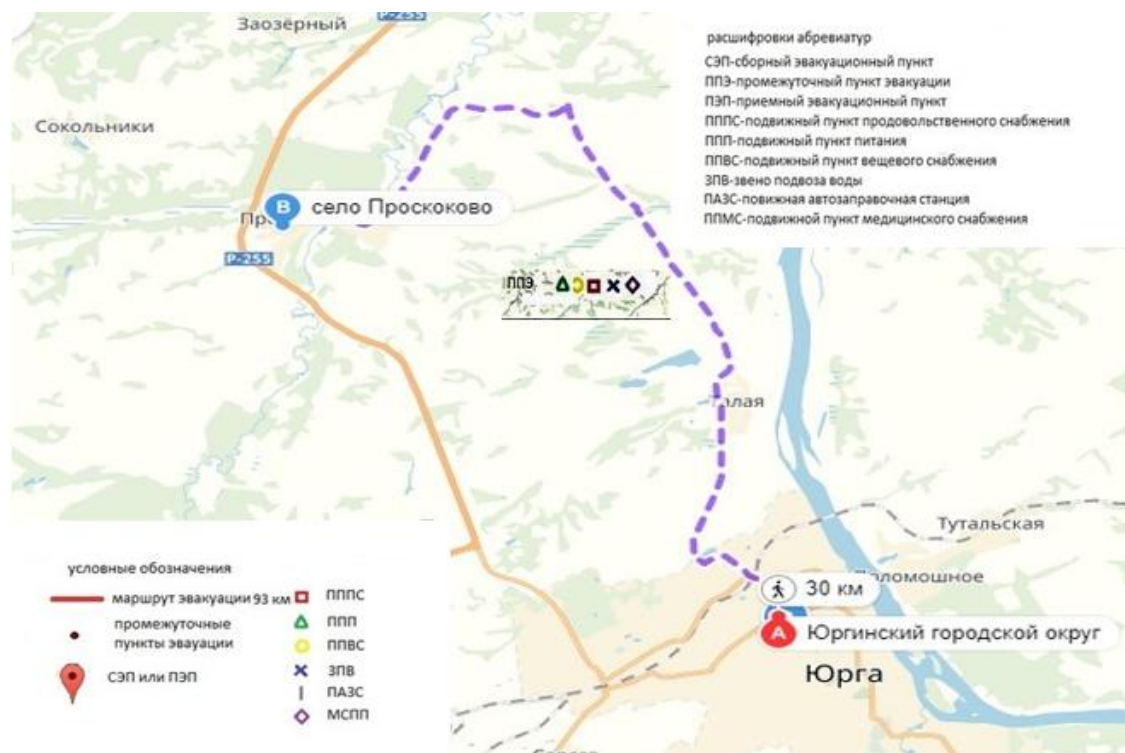 Р-255
Заозёрный
расшифровки абревиатур
СЭП-сборный эвакуационный пункт
ППЭ-промежуточный пункт эвакуации
ПЭП-приемный эвакуационный пункт
ПППС-подвижный пункт продовольственного снабжения
ППП-подвижный пункт питания
ППВС-подвижный пункт вещевого снабжения
ЗПВ-звено подвоза воды
ПАЗС-повижная автозаправочная станция
ППМС-подвижной пункт медицинского снабжения
Сокольники
B село Проскоково
Р-255
ППЭ
Талая
Тутальская
30 км
A Юргинский городской округ
Юрга
условные обозначения
маршрут эвакуации 93 км
промежуточные
пункты эвауации
СЭП или ПЭП
ПППС
ППП
ППВС
ЗПВ
ПАЗС
МСПП